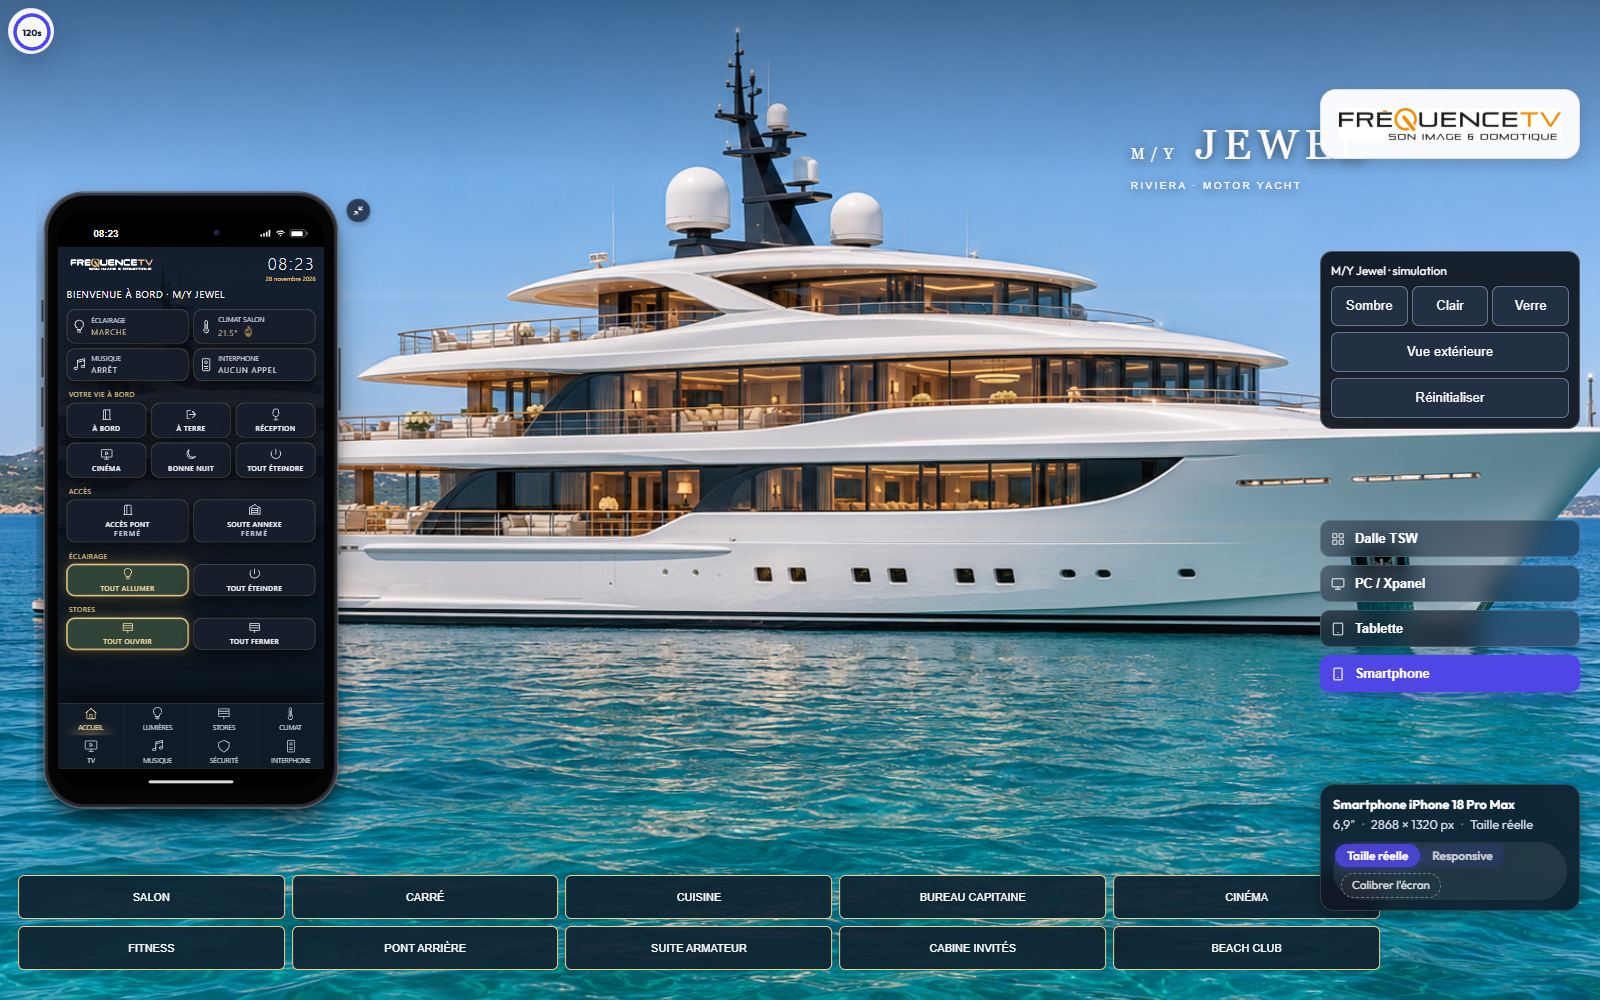 120s
FRÉQUENCETV
SON IMAGE & DOMOTIQUE
M/Y JEWEL
RIVIERA · MOTOR YACHT
08:23
FREQUENCETV
SON IMAGE & DOMOTIQUE
08:23
28 novembre 2026
BIENVENUE À BORD · M/Y JEWEL
ÉCLAIRAGE
MARCHE
CLIMAT SALON
21.5°
MUSIQUE
ARRÊT
INTERPHONE
AUCUN APPEL
VOTRE VIE À BORD
À BORD
À TERRE
RÉCEPTION
CINÉMA
BONNE NUIT
TOUT ÉTEINDRE
ACCÈS
ACCÈS PONT
FERMÉ
SOUTE ANNEXE
FERMÉ
ÉCLAIRAGE
TOUT ALLUMER
TOUT ÉTEINDRE
STORES
TOUT OUVRIR
TOUT FERMER
ACCUEIL
LUMIÈRES
STORES
CLIMAT
TV
MUSIQUE
SÉCURITÉ
INTERPHONE
M/Y Jewel · simulation
Sombre
Clair
Verre
Vue extérieure
Réinitialiser
Dalle TSW
PC / Xpanel
Tablette
Smartphone
Smartphone iPhone 18 Pro Max
6,9" · 2868 × 1320 px · Taille réelle
Taille réelle
Responsive
Calibrer l'écran
SALON
CARRÉ
CUISINE
BUREAU CAPITAINE
CINÉMA
FITNESS
PONT ARRIÈRE
SUITE ARMATEUR
CABINE INVITÉS
BEACH CLUB